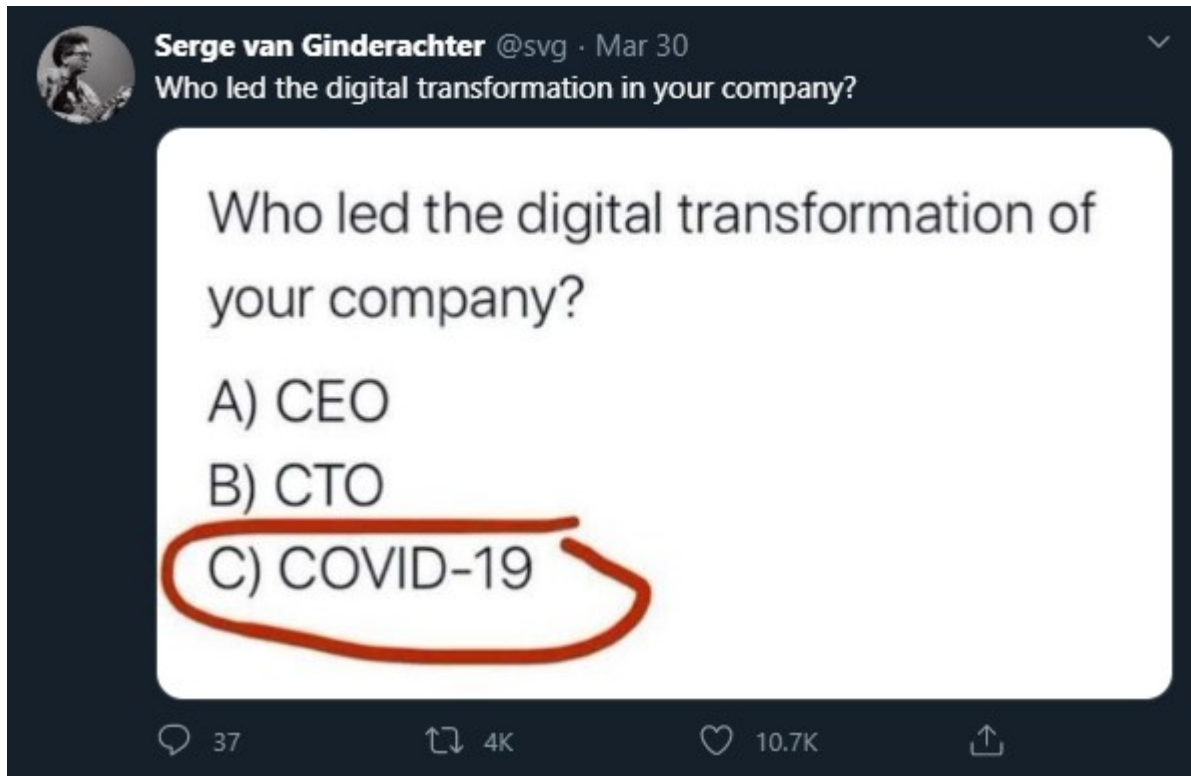 Serge van Ginderachter @svg · Mar 30
Who led the digital transformation in your company?
Who led the digital transformation of
your company?
A) CEO
B) CTO
C) COVID-19
37 4K 10.7K